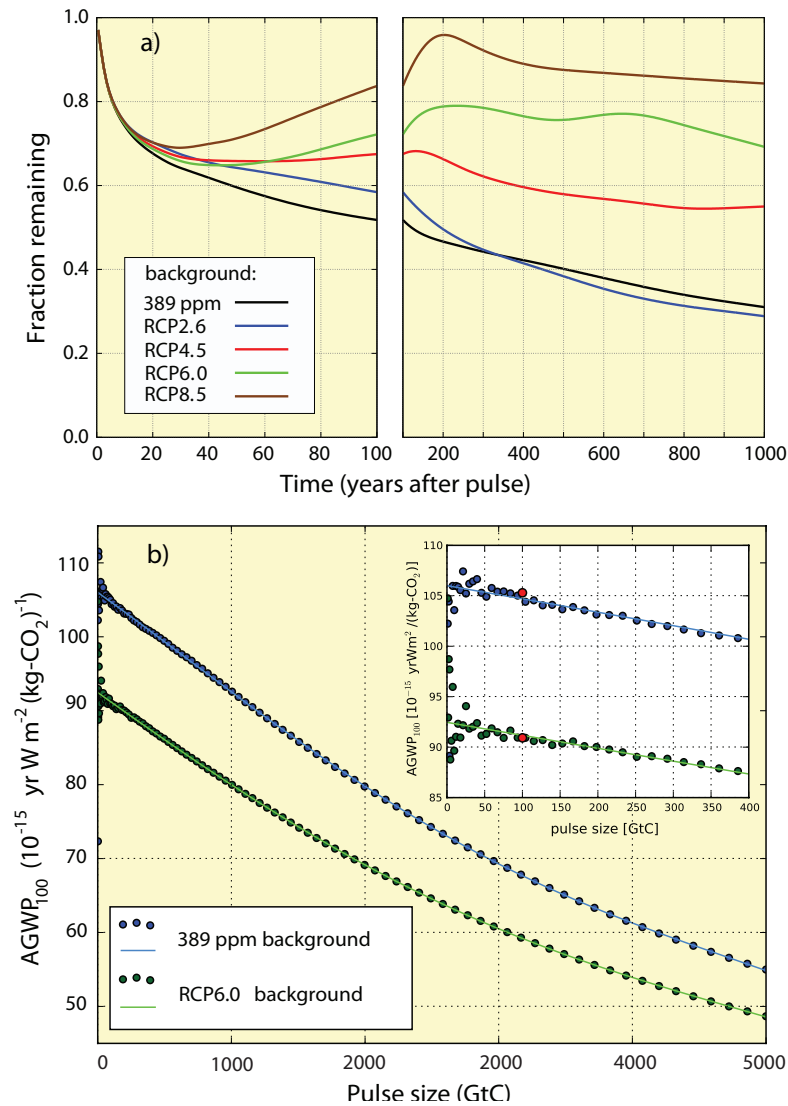 a)
1.0
0.8
0.6
0.4
0.2
0.0
Fraction remaining
background:
389 ppm
RCP2.6
RCP4.5
RCP6.0
RCP8.5
0 20 40 60 80 100
200 400 600 800 1000
Time (years after pulse)
b)
110
100
90
80
70
60
50
AGWP₁₀₀ (10⁻¹⁵ yr W m⁻² (kg-CO₂)⁻¹)
110
105
100
95
90
85
AGWP₁₀₀ [10⁻¹⁵ yrWm² /(kg-CO₂)]
0 50 100 150 200 250 300 350 400
pulse size [GtC]
389 ppm background
RCP6.0 background
0 1000 2000 2000 4000 5000
Pulse size (GtC)